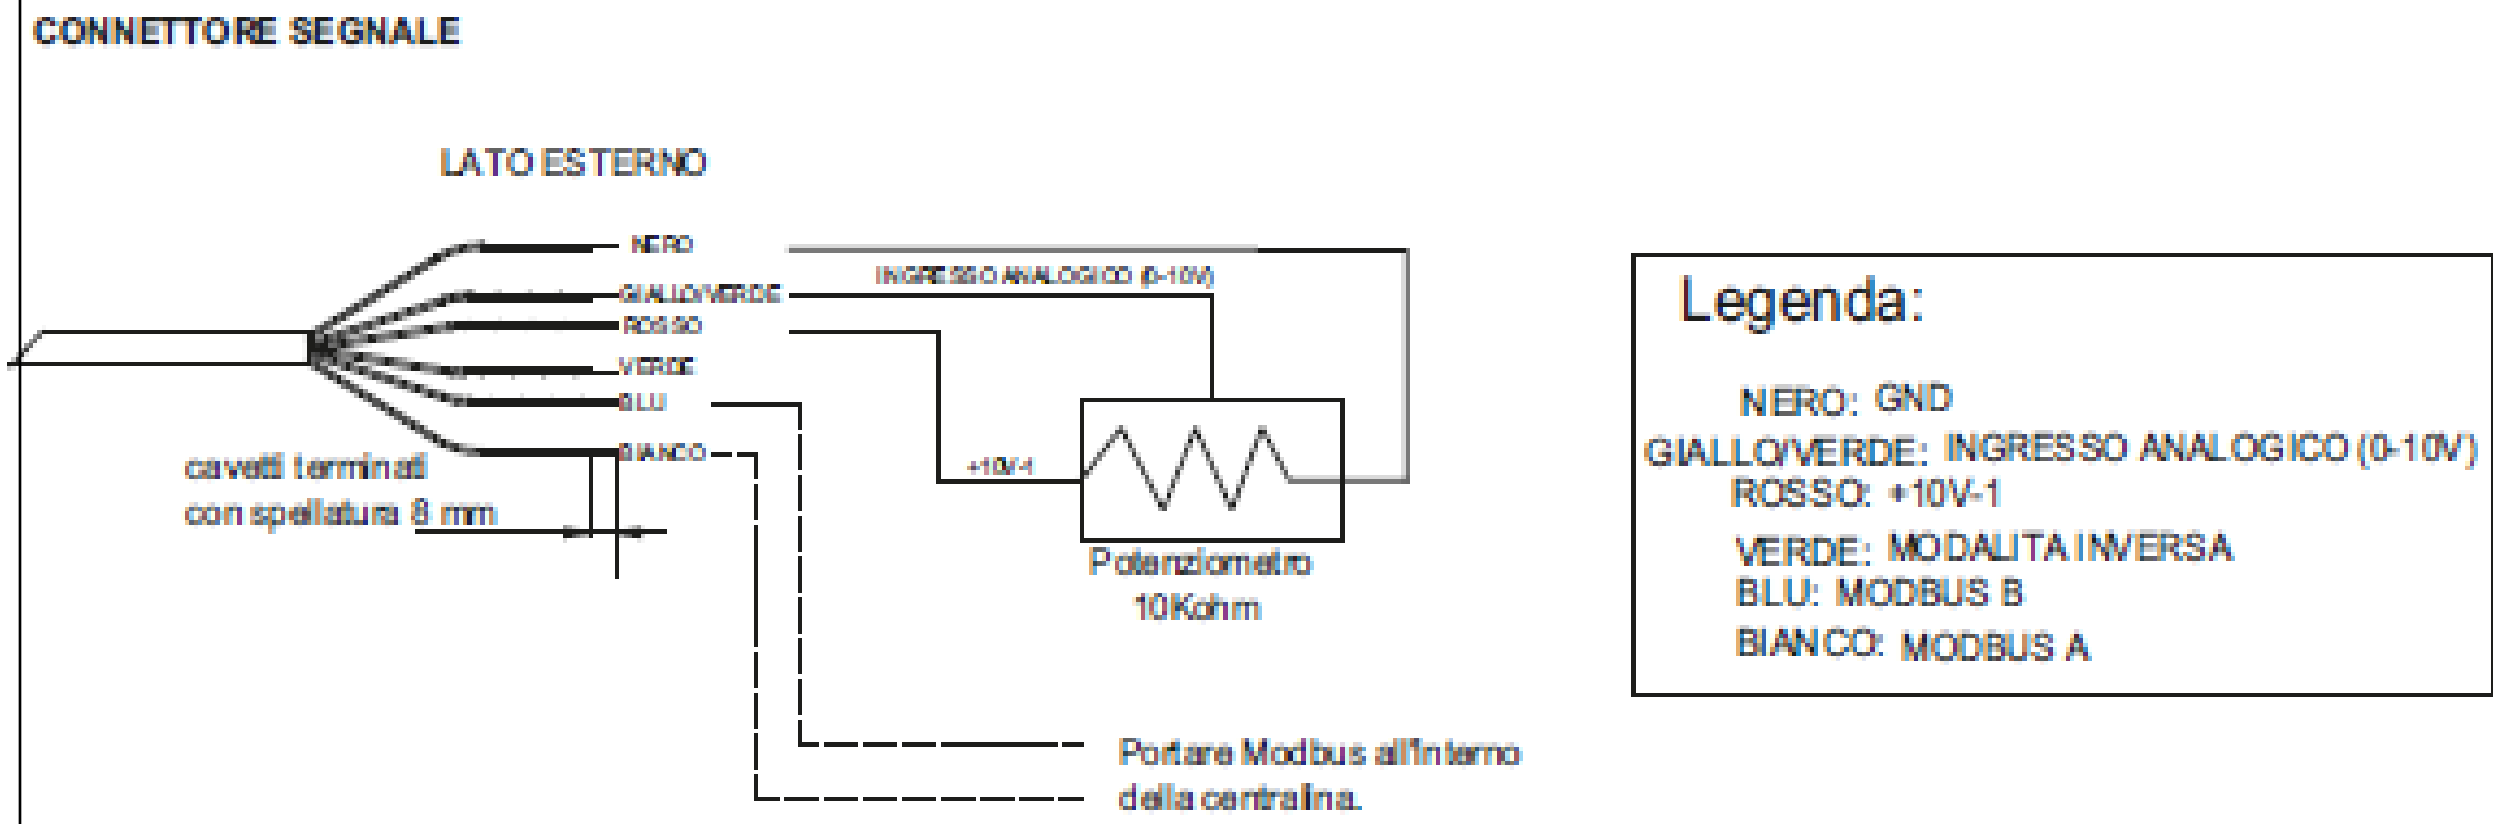 CONNETTORE SEGNALE
LATO ESTERNO
NERO
INGRESSO ANALOGICO (0-10V)
GIALLO/VERDE
ROSSO
VERDE
BLU
BIANCO
+10V-1
cavetti terminati
con spellatura 8 mm
Potenziometro
10Kohm
Portare Modbus all'interno
della centralina.
Legenda:
NERO: GND
GIALLO/VERDE: INGRESSO ANALOGICO (0-10V)
ROSSO: +10V-1
VERDE: MODALITA INVERSA
BLU: MODBUS B
BIANCO: MODBUS A